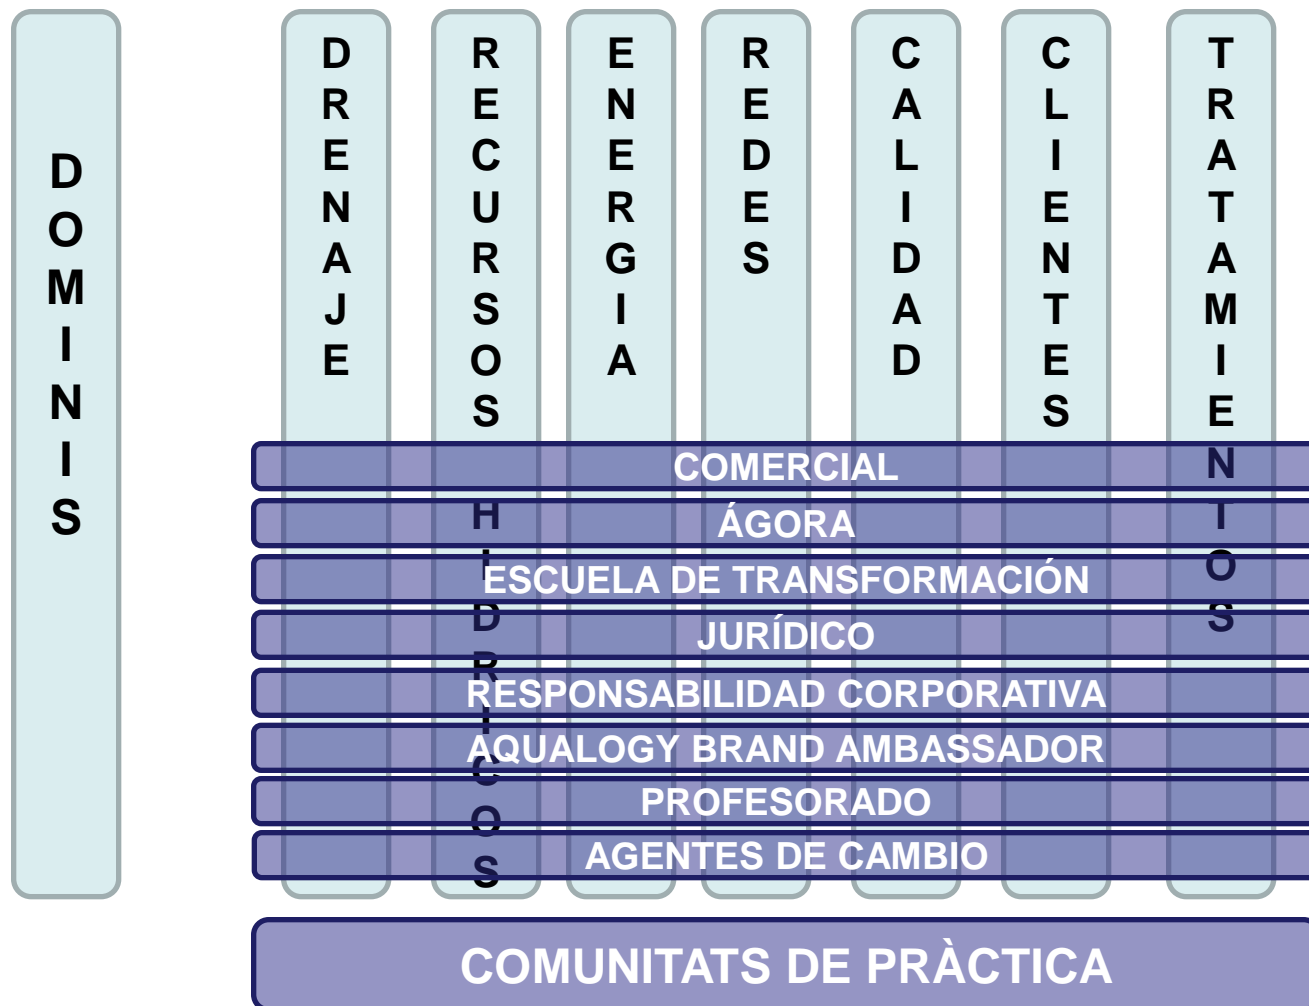 DOMINIS
DRENAJE
RECURSOS HIDRICOS
ENERGIA
REDES
CALIDAD
CLIENTES
TRATAMIENTOS
COMERCIAL
ÁGORA
ESCUELA DE TRANSFORMACIÓN
JURÍDICO
RESPONSABILIDAD CORPORATIVA
AQUALOGY BRAND AMBASSADOR
PROFESORADO
AGENTES DE CAMBIO
COMUNITATS DE PRÀCTICA